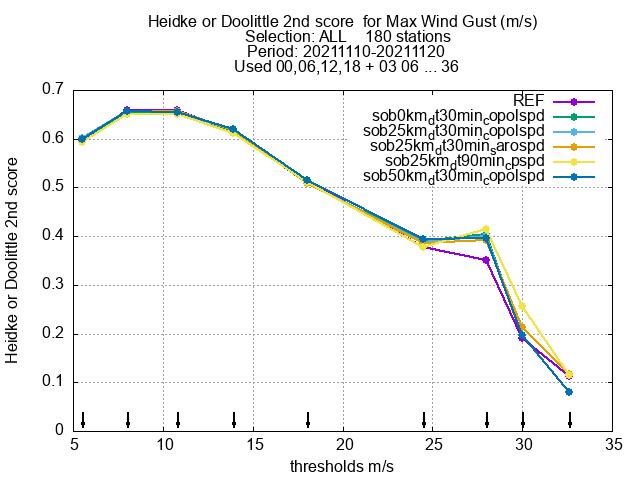 Heidke or Doolittle 2nd score  for Max Wind Gust (m/s)
Selection: ALL    180 stations
Period: 20211110-20211120
Used 00,06,12,18 + 03 06 ... 36
REF
sob0km_dt30min_copolspd
sob25km_dt30min_copolspd
sob25km_dt30min_sarospd
sob25km_dt90min_cpspd
sob50km_dt30min_copolspd
Heidke or Doolittle 2nd score
0.7
0.6
0.5
0.4
0.3
0.2
0.1
0
5 10 15 20 25 30 35
thresholds m/s